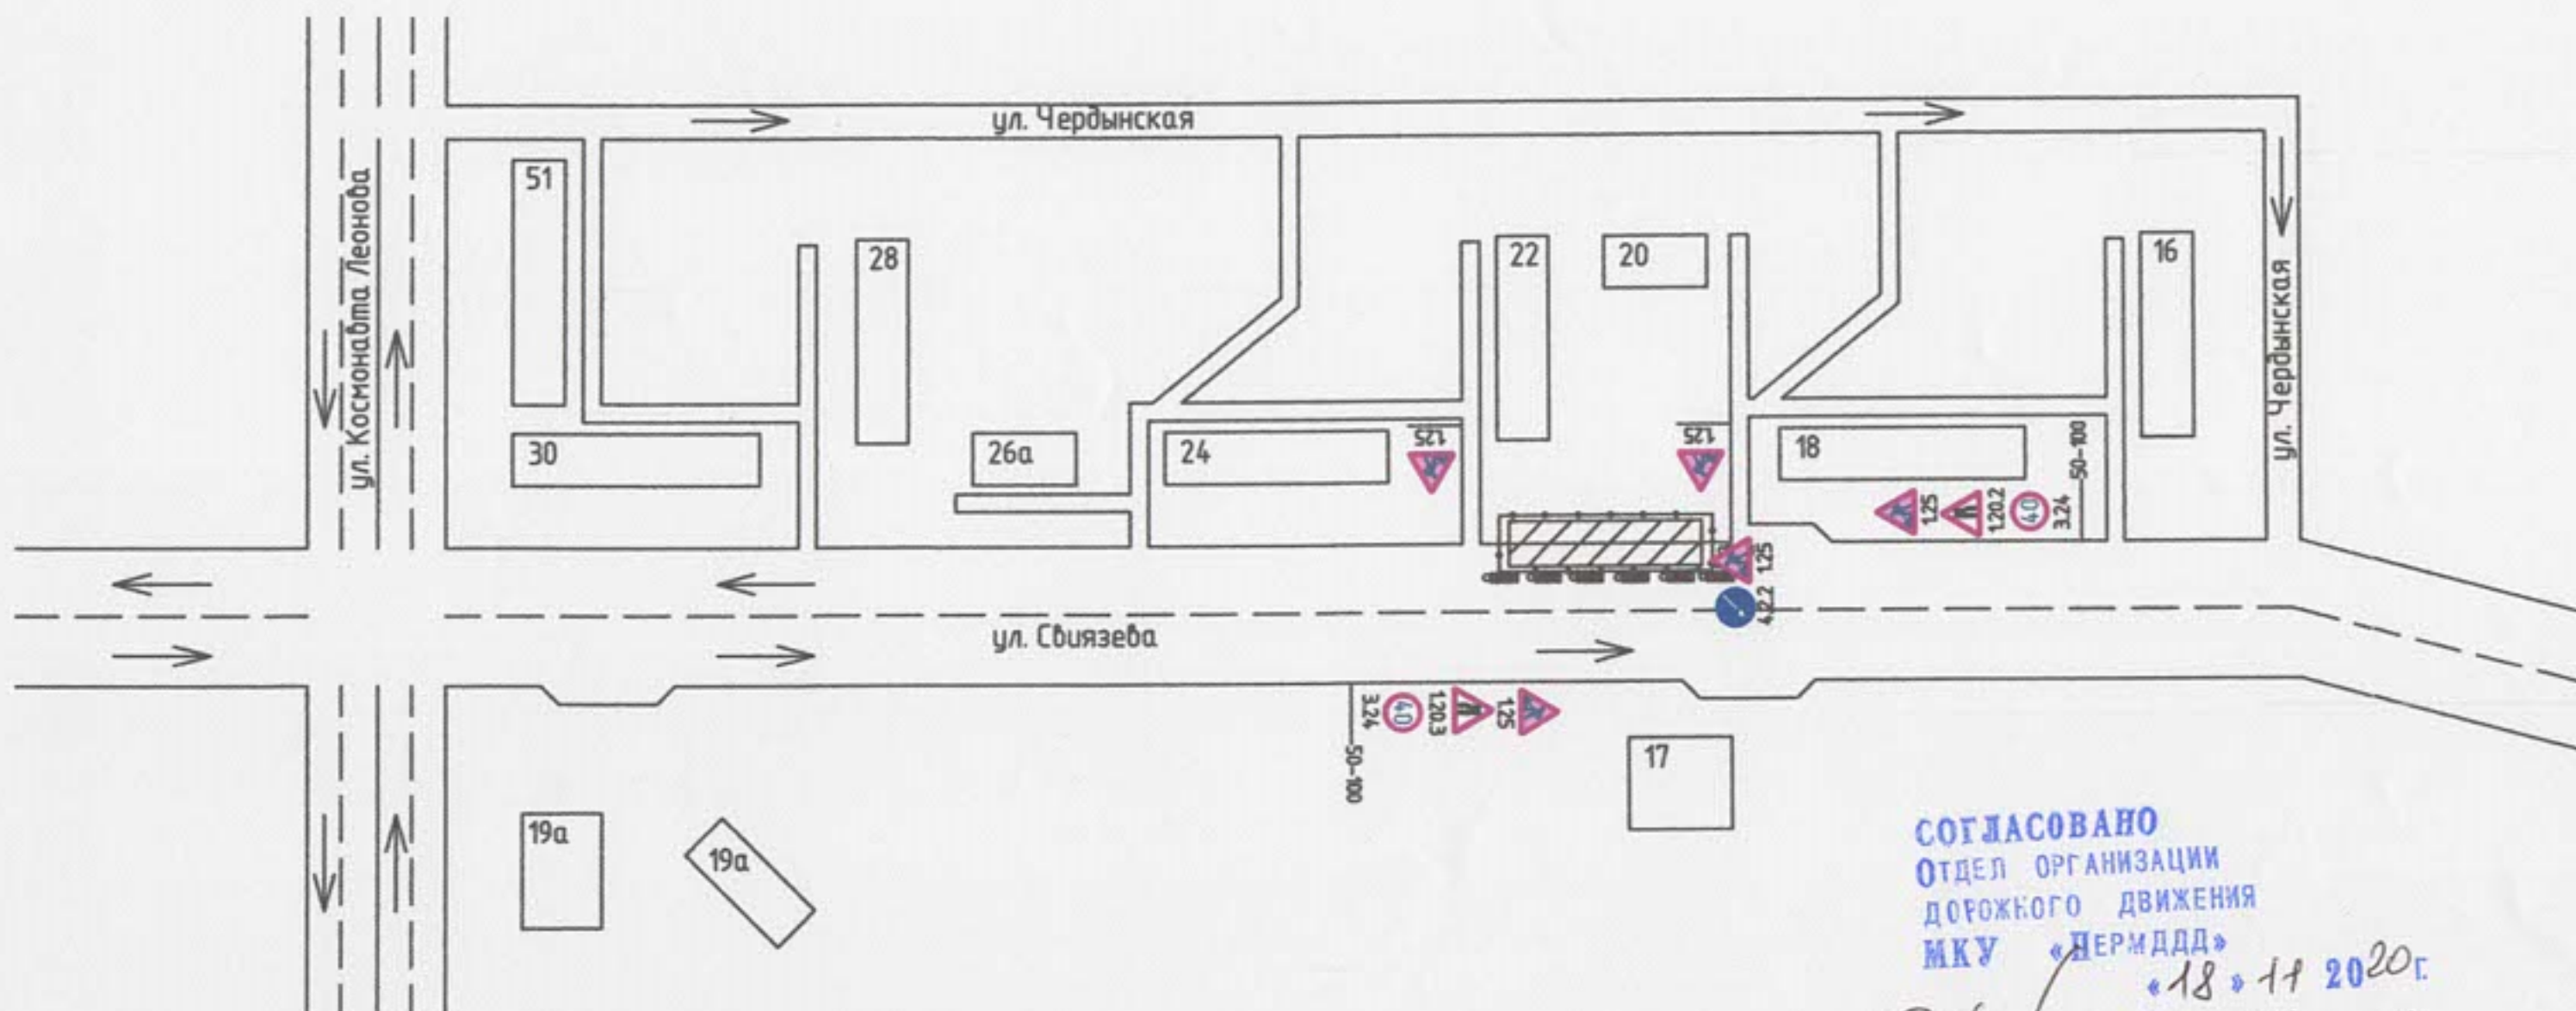 ул. Чердынская
ул. Космонавта Леонова
51
28
22
20
16
ул. Чердынская
30
26а
24
1.25
1.25
18
50-100
1.25
1.20.2
40
3.24
1.25
4.2.2
ул. Свиязева
3.24
40
1.20.3
1.25
50-100
17
19а
19а
СОГЛАСОВАНО
ОТДЕЛ ОРГАНИЗАЦИИ
ДОРОЖНОГО ДВИЖЕНИЯ
МКУ «ПЕРМДДД»
«18» 11 2020 г.